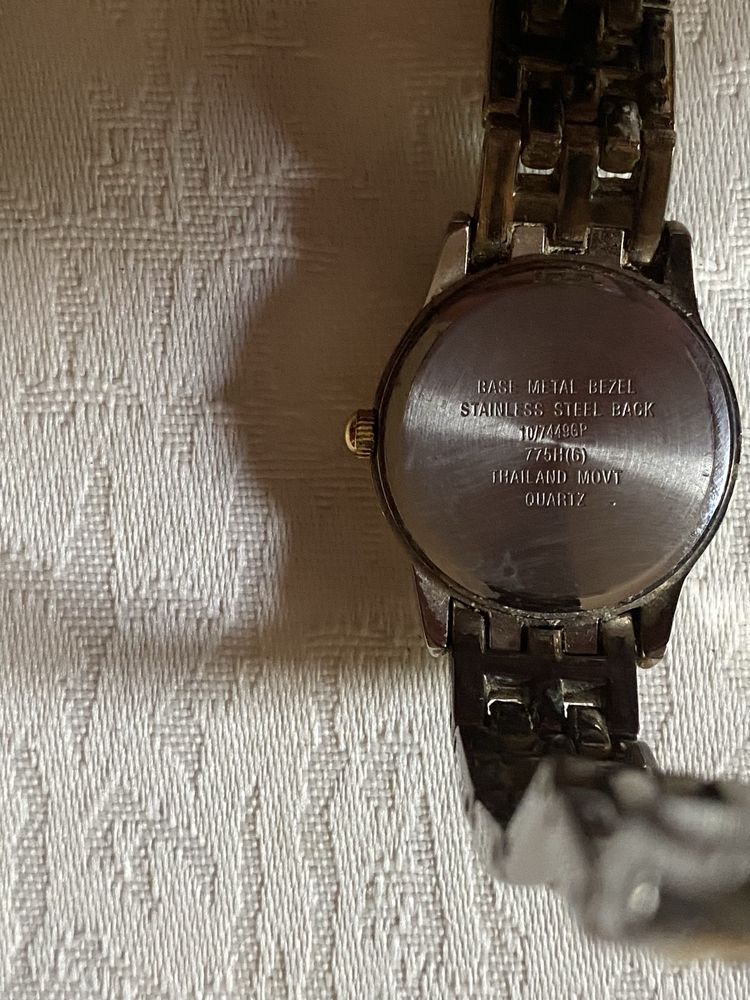 BASE METAL BEZEL
STAINLESS STEEL BACK
10/7449GP
775H(6)
THAILAND MOVT
QUARTZ